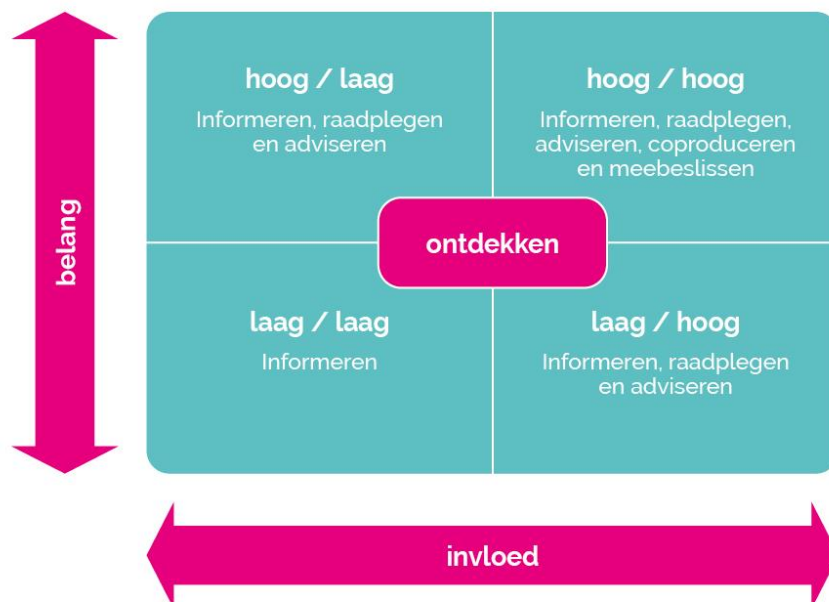 belang
hoog / laag
Informeren, raadplegen
en adviseren
hoog / hoog
Informeren, raadplegen,
adviseren, coproduceren
en meebeslissen
ontdekken
laag / laag
Informeren
laag / hoog
Informeren, raadplegen
en adviseren
invloed